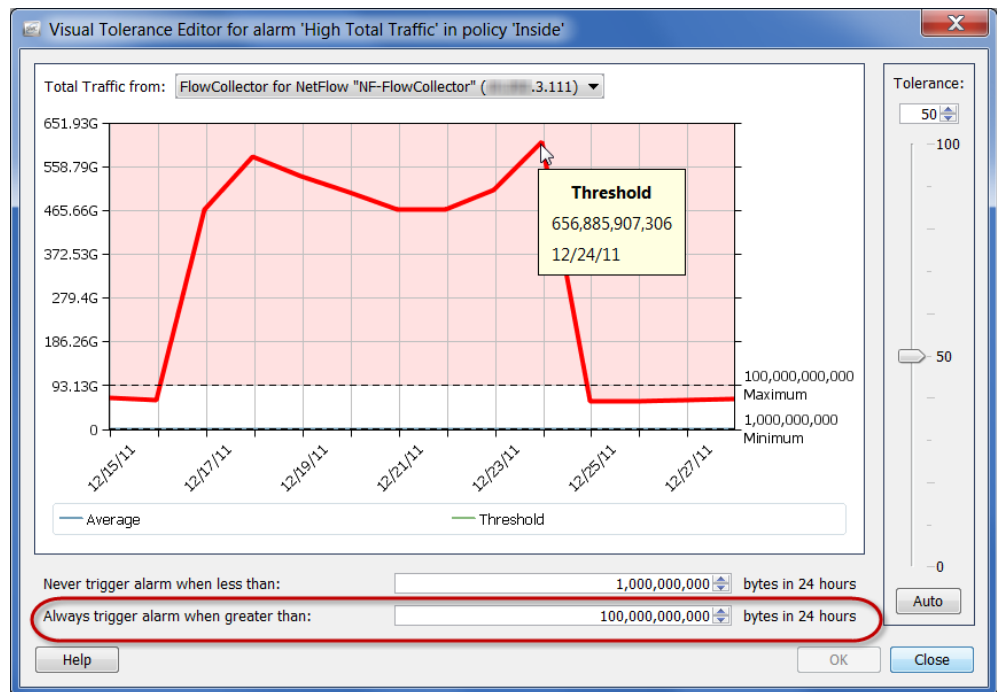 Visual Tolerance Editor for alarm 'High Total Traffic' in policy 'Inside'
Total Traffic from: FlowCollector for NetFlow "NF-FlowCollector" ( .3.111)
Tolerance:
50
651.93G
558.79G
465.66G
372.53G
279.4G
186.26G
93.13G
0
Threshold
656,885,907,306
12/24/11
100,000,000,000
Maximum
1,000,000,000
Minimum
12/15/11
12/17/11
12/19/11
12/21/11
12/23/11
12/25/11
12/27/11
Average
Threshold
100
50
0
Auto
Never trigger alarm when less than: 1,000,000,000 bytes in 24 hours
Always trigger alarm when greater than: 100,000,000,000 bytes in 24 hours
Help
OK
Close